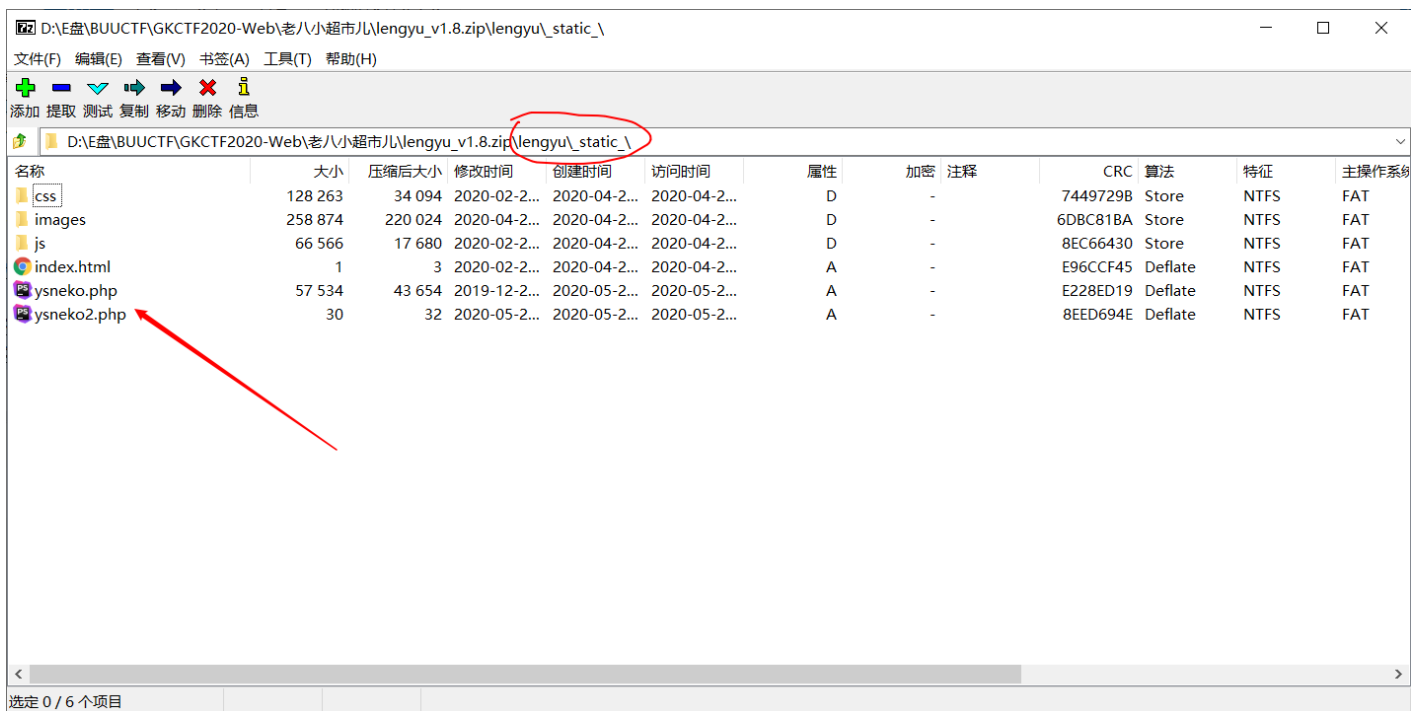 D:\E盘\BUUCTF\GKCTF2020-Web\老八小超市儿\lengyu_v1.8.zip\lengyu\_static_\
文件(F) 编辑(E) 查看(V) 书签(A) 工具(T) 帮助(H)
添加 提取 测试 复制 移动 删除 信息
D:\E盘\BUUCTF\GKCTF2020-Web\老八小超市儿\lengyu_v1.8.zip\lengyu\_static_\
名称 大小 压缩后大小 修改时间 创建时间 访问时间 属性 加密 注释 CRC 算法 特征 主操作系统
css 128 263 34 094 2020-02-2... 2020-04-2... 2020-04-2... D - 7449729B Store NTFS FAT
images 258 874 220 024 2020-04-2... 2020-04-2... 2020-04-2... D - 6DBC81BA Store NTFS FAT
js 66 566 17 680 2020-02-2... 2020-04-2... 2020-04-2... D - 8EC66430 Store NTFS FAT
index.html 1 3 2020-02-2... 2020-04-2... 2020-04-2... A - E96CCF45 Deflate NTFS FAT
ysneko.php 57 534 43 654 2019-12-2... 2020-05-2... 2020-05-2... A - E228ED19 Deflate NTFS FAT
ysneko2.php 30 32 2020-05-2... 2020-05-2... 2020-05-2... A - 8EED694E Deflate NTFS FAT
选定 0 / 6 个项目